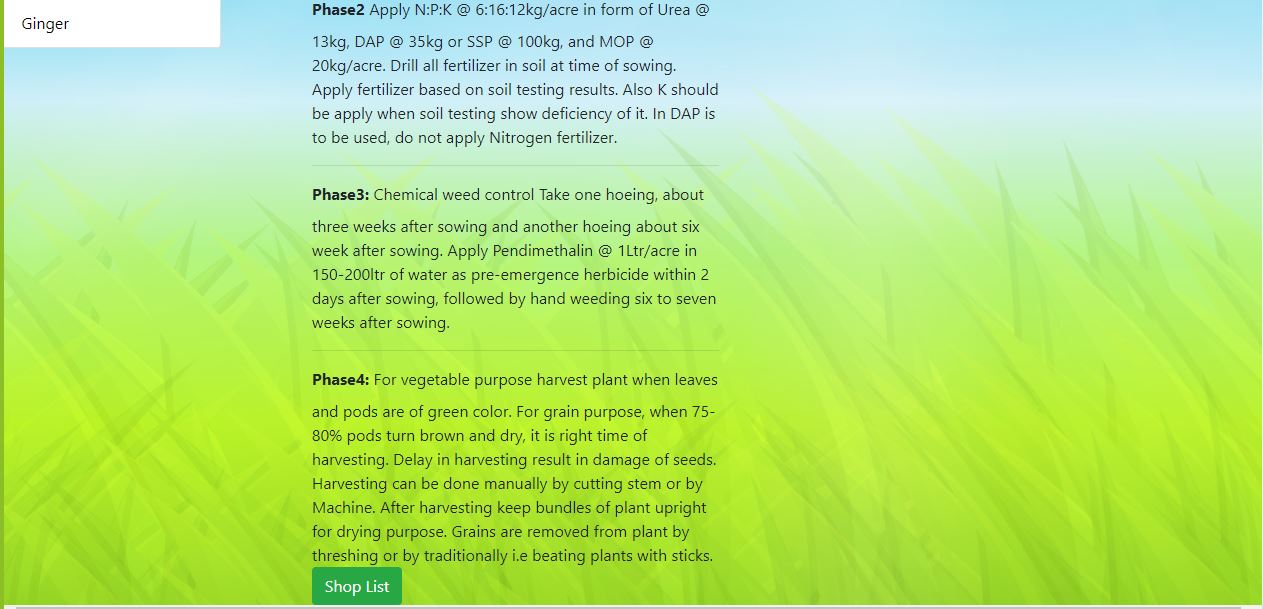 Ginger
Phase2 Apply N:P:K @ 6:16:12kg/acre in form of Urea @
13kg, DAP @ 35kg or SSP @ 100kg, and MOP @
20kg/acre. Drill all fertilizer in soil at time of sowing.
Apply fertilizer based on soil testing results. Also K should
be apply when soil testing show deficiency of it. In DAP is
to be used, do not apply Nitrogen fertilizer.
Phase3: Chemical weed control Take one hoeing, about
three weeks after sowing and another hoeing about six
week after sowing. Apply Pendimethalin @ 1Ltr/acre in
150-200ltr of water as pre-emergence herbicide within 2
days after sowing, followed by hand weeding six to seven
weeks after sowing.
Phase4: For vegetable purpose harvest plant when leaves
and pods are of green color. For grain purpose, when 75-
80% pods turn brown and dry, it is right time of
harvesting. Delay in harvesting result in damage of seeds.
Harvesting can be done manually by cutting stem or by
Machine. After harvesting keep bundles of plant upright
for drying purpose. Grains are removed from plant by
threshing or by traditionally i.e beating plants with sticks.
Shop List